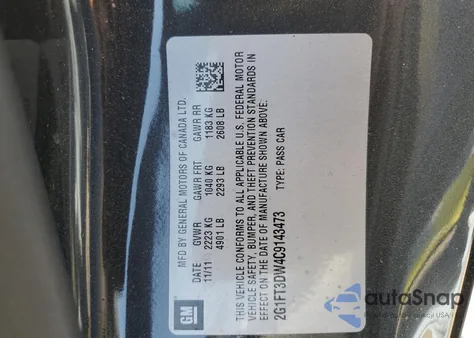 GM
MFD BY GENERAL MOTORS OF CANADA LTD.
DATE GVWR GAWR FRT GAWR RR
11/11 2223 KG 1040 KG 1183 KG
4901 LB 2293 LB 2608 LB
THIS VEHICLE CONFORMS TO ALL APPLICABLE U.S. FEDERAL MOTOR
VEHICLE SAFETY, BUMPER, AND THEFT PREVENTION STANDARDS IN
EFFECT ON THE DATE OF MANUFACTURE SHOWN ABOVE.
2G1FT3DW4C9143473 TYPE: PASS CAR
autoSnap